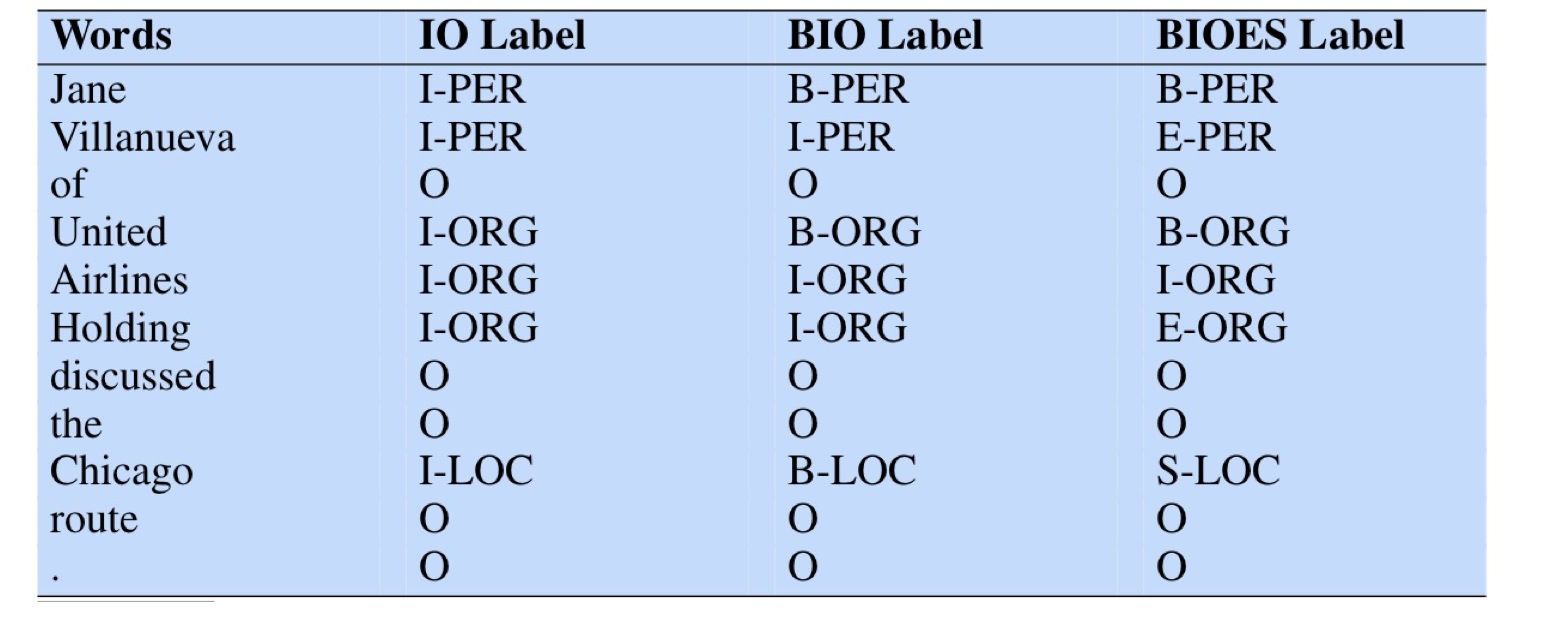 Words IO Label BIO Label BIOES Label
Jane I-PER B-PER B-PER
Villanueva I-PER I-PER E-PER
of O O O
United I-ORG B-ORG B-ORG
Airlines I-ORG I-ORG I-ORG
Holding I-ORG I-ORG E-ORG
discussed O O O
the O O O
Chicago I-LOC B-LOC S-LOC
route O O O
. O O O